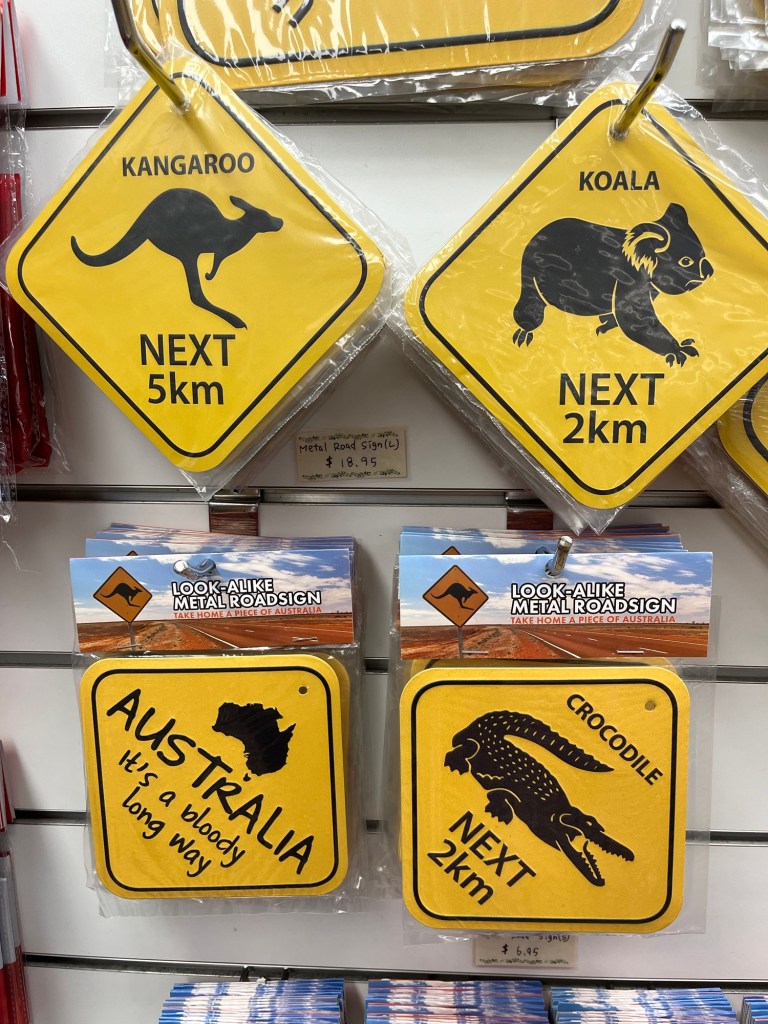 KANGAROO
NEXT
5km
KOALA
NEXT
2km
Metal Road Sign(L)
$ 18.95
LOOK-ALIKE
METAL ROADSIGN
TAKE HOME A PIECE OF AUSTRALIA
AUSTRALIA
It's a bloody
long way
LOOK-ALIKE
METAL ROADSIGN
TAKE HOME A PIECE OF AUSTRALIA
CROCODILE
NEXT
2km
Sign(S)
$ 6.95